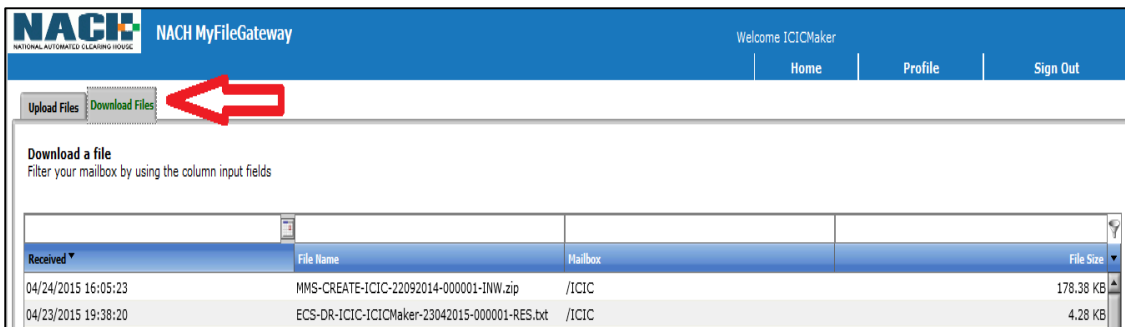 NACH
NATIONAL AUTOMATED CLEARING HOUSE
NACH MyFileGateway
Welcome ICICMaker
Home Profile Sign Out
Upload Files Download Files
Download a file
Filter your mailbox by using the column input fields
Received File Name Mailbox File Size
04/24/2015 16:05:23 MMS-CREATE-ICIC-22092014-000001-INW.zip /ICIC 178.38 KB
04/23/2015 19:38:20 ECS-DR-ICIC-ICICMaker-23042015-000001-RES.txt /ICIC 4.28 KB